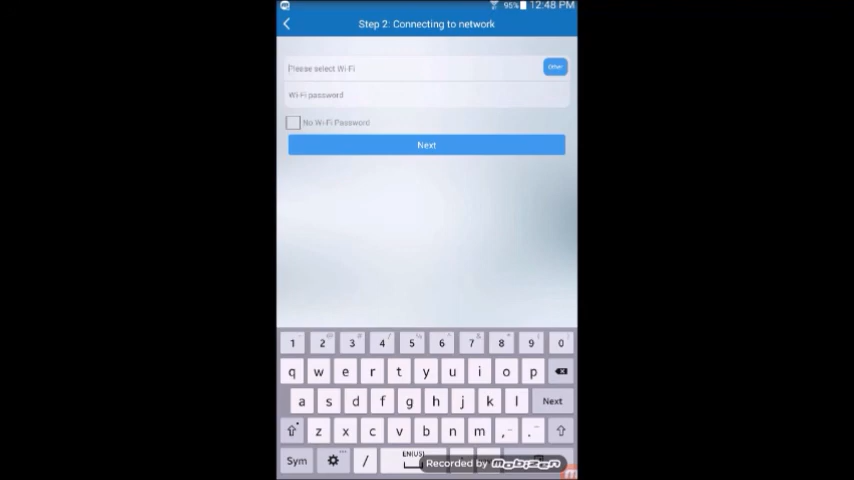 95% 12:48 PM
Step 2: Connecting to network
Please select Wi-Fi Other
Wi-Fi password
No Wi-Fi Password
Next
1 2 3 4 5 6 7 8 9 0
q w e r t y u i o p
a s d f g h j k l Next
z x c v b n m , .
Sym / EN(US)
Recorded by mobizen